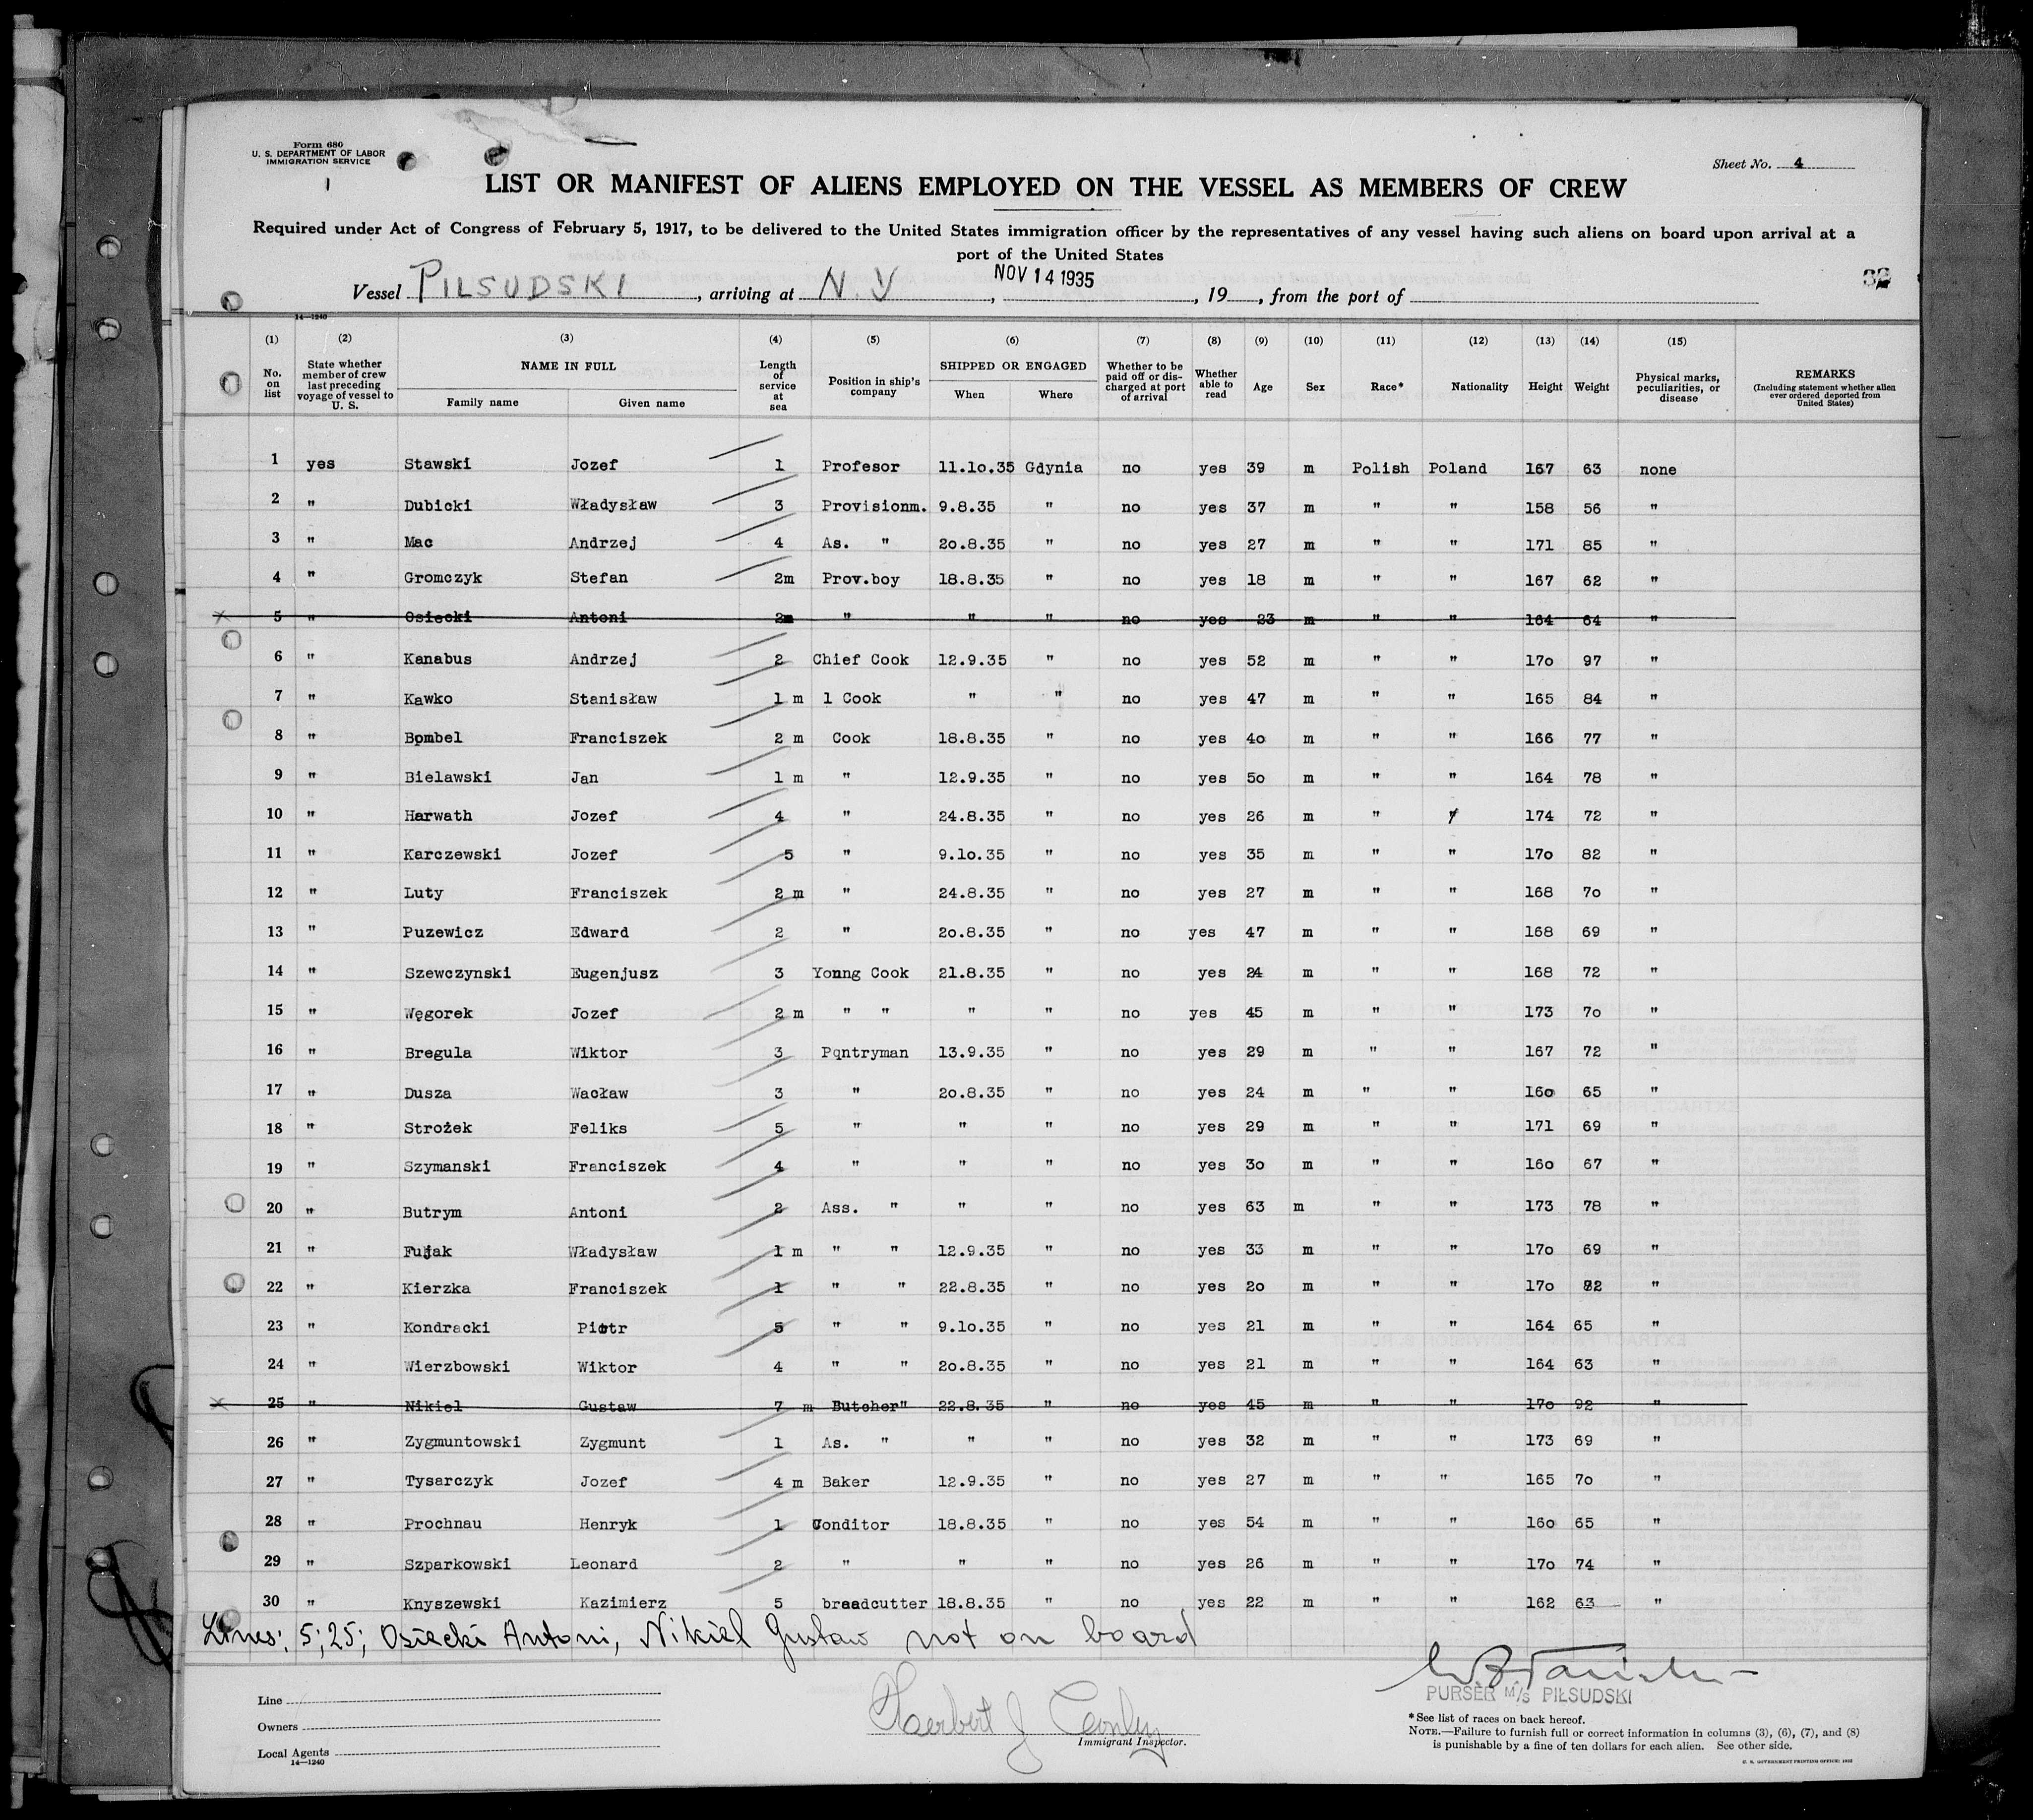 Form 680
U. S. DEPARTMENT OF LABOR
IMMIGRATION SERVICE
1
Sheet No. 4
LIST OR MANIFEST OF ALIENS EMPLOYED ON THE VESSEL AS MEMBERS OF CREW
Required under Act of Congress of February 5, 1917, to be delivered to the United States immigration officer by the representatives of any vessel having such aliens on board upon arrival at a
port of the United States
Vessel PILSUDSKI, arriving at N.Y, NOV 14 1935, 19, from the port of
14—1240
(1) (2) (3) (4) (5) (6) (7) (8) (9) (10) (11) (12) (13) (14) (15)
No. on list State whether member of crew last preceding voyage of vessel to U. S. NAME IN FULL Family name Given name Length of service at sea Position in ship's company SHIPPED OR ENGAGED When Where Whether to be paid off or discharged at port of arrival Whether able to read Age Sex Race* Nationality Height Weight Physical marks, peculiarities, or disease REMARKS (Including statement whether alien ever ordered deported from United States)
1 yes Stawski Jozef 1 Profesor 11.10.35 Gdynia no yes 39 m Polish Poland 167 63 none
2 " Dubicki Władysław 3 Provisionm. 9.8.35 " no yes 37 m " " 158 56 "
3 " Mac Andrzej 4 As. " 20.8.35 " no yes 27 m " " 171 85 "
4 " Gromczyk Stefan 2m Prov.boy 18.8.35 " no yes 18 m " " 167 62 "
5 " Osiecki Antoni 2m " " " no yes 23 m " " 164 64 "
6 " Kanabus Andrzej 2 Chief Cook 12.9.35 " no yes 52 m " " 170 97 "
7 " Kawko Stanisław 1 m 1 Cook " " no yes 47 m " " 165 84 "
8 " Bombel Franciszek 2 m Cook 18.8.35 " no yes 40 m " " 166 77 "
9 " Bielawski Jan 1 m " 12.9.35 " no yes 50 m " " 164 78 "
10 " Harwath Jozef 4 " 24.8.35 " no yes 26 m " " 174 72 "
11 " Karczewski Jozef 5 " 9.10.35 " no yes 35 m " " 170 82 "
12 " Luty Franciszek 2 m " 24.8.35 " no yes 27 m " " 168 70 "
13 " Puzewicz Edward 2 " 20.8.35 " no yes 47 m " " 168 69 "
14 " Szewczynski Eugenjusz 3 Yonng Cook 21.8.35 " no yes 24 m " " 168 72 "
15 " Węgorek Jozef 2 m " " " " no yes 45 m " " 173 70 "
16 " Bregula Wiktor 3 Pqntryman 13.9.35 " no yes 29 m " " 167 72 "
17 " Dusza Wacław 3 " 20.8.35 " no yes 24 m " " 160 65 "
18 " Strożek Feliks 5 " " " no yes 29 m " " 171 69 "
19 " Szymanski Franciszek 4 " " " no yes 30 m " " 160 67 "
20 " Butrym Antoni 2 Ass. " " " no yes 63 m " " 173 78 "
21 " Fujak Władysław 1 m " " 12.9.35 " no yes 33 m " " 170 69 "
22 " Kierzka Franciszek 1 " " 22.8.35 " no yes 20 m " " 170 "
23 " Kondracki Piotr 5 " " 9.10.35 " no yes 21 m " " 164 65 "
24 " Wierzbowski Wiktor 4 " " 20.8.35 " no yes 21 m " " 164 63 "
25 " Nikiel Gustaw 7 m Butcher" 22.8.35 " no yes 45 m " " 170 92 "
26 " Zygmuntowski Zygmunt 1 As. " " " no yes 32 m " " 173 69 "
27 " Tysarczyk Jozef 4 m Baker 12.9.35 " no yes 27 m " " 165 70 "
28 " Prochnau Henryk 1 Conditor 18.8.35 " no yes 54 m " " 160 65 "
29 " Szparkowski Leonard 2 " " " no yes 26 m " " 170 74 "
30 " Knyszewski Kazimierz 5 breadcutter 18.8.35 " no yes 22 m " " 162 63 "
Lines: 5; 25; Osiecki Antoni, Nikiel Gustaw not on board
Line
Owners
Local Agents
14—1240
Herbert J Conley
Immigrant Inspector.
PURSER M/S PIŁSUDSKI
*See list of races on back hereof.
NOTE.—Failure to furnish full or correct information in columns (3), (6), (7), and (8)
is punishable by a fine of ten dollars for each alien. See other side.
U. S. GOVERNMENT PRINTING OFFICE: 1932